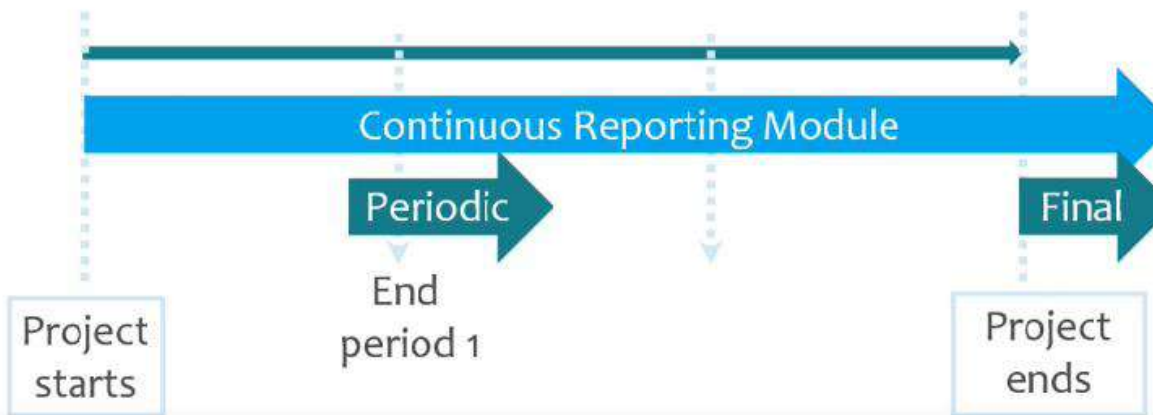 Continuous Reporting Module
Periodic
Final
End
period 1
Project
starts
Project
ends